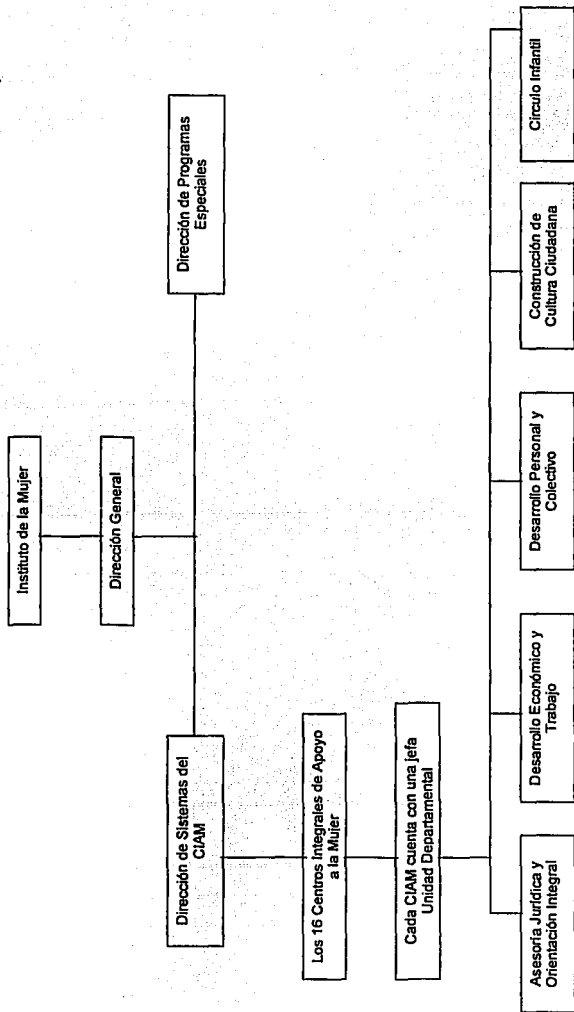 Instituto de la Mujer
Dirección General
Dirección de Sistemas del
CIAM
Dirección de Programas
Especiales
Los 16 Centros Integrales de Apoyo
a la Mujer
Cada CIAM cuenta con una jefa
Unidad Departamental
Asesoría Jurídica y
Orientación Integral
Desarrollo Económico y
Trabajo
Desarrollo Personal y
Colectivo
Construcción de
Cultura Ciudadana
Círculo Infantil